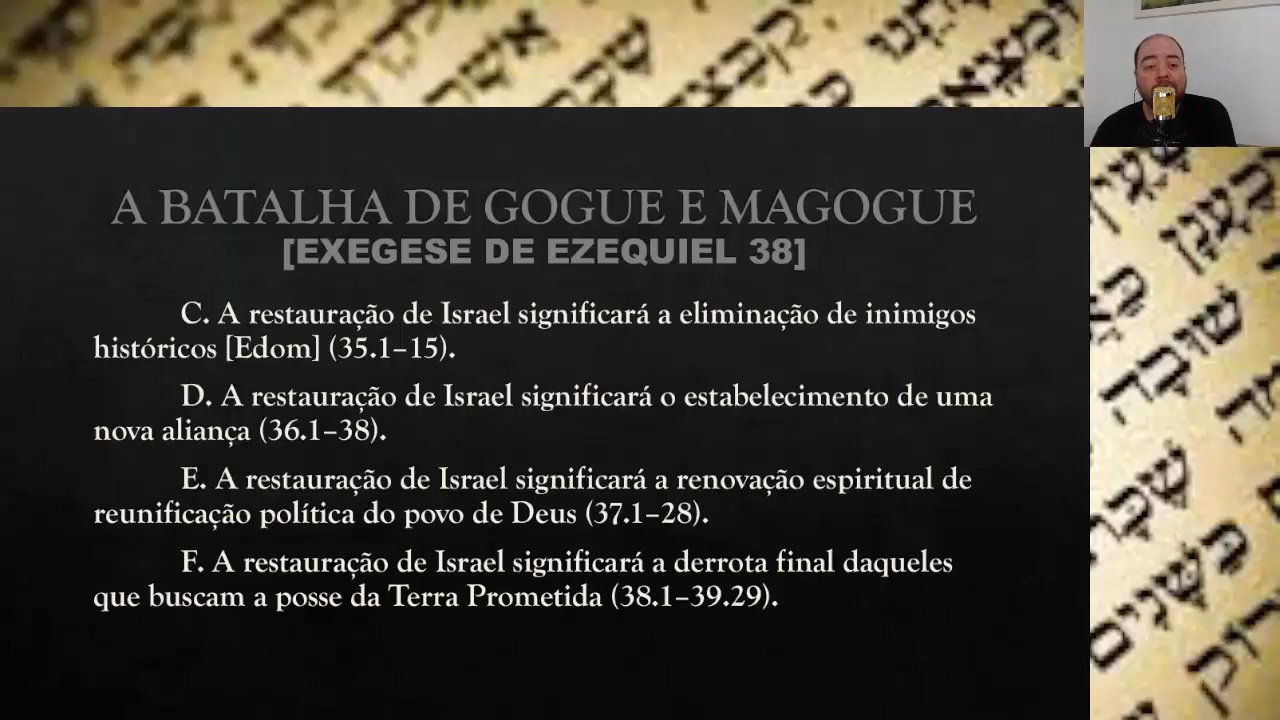 A BATALHA DE GOGUE E MAGOGUE
[EXEGESE DE EZEQUIEL 38]
C. A restauração de Israel significará a eliminação de inimigos
históricos [Edom] (35.1–15).
D. A restauração de Israel significará o estabelecimento de uma
nova aliança (36.1–38).
E. A restauração de Israel significará a renovação espiritual de
reunificação política do povo de Deus (37.1–28).
F. A restauração de Israel significará a derrota final daqueles
que buscam a posse da Terra Prometida (38.1–39.29).